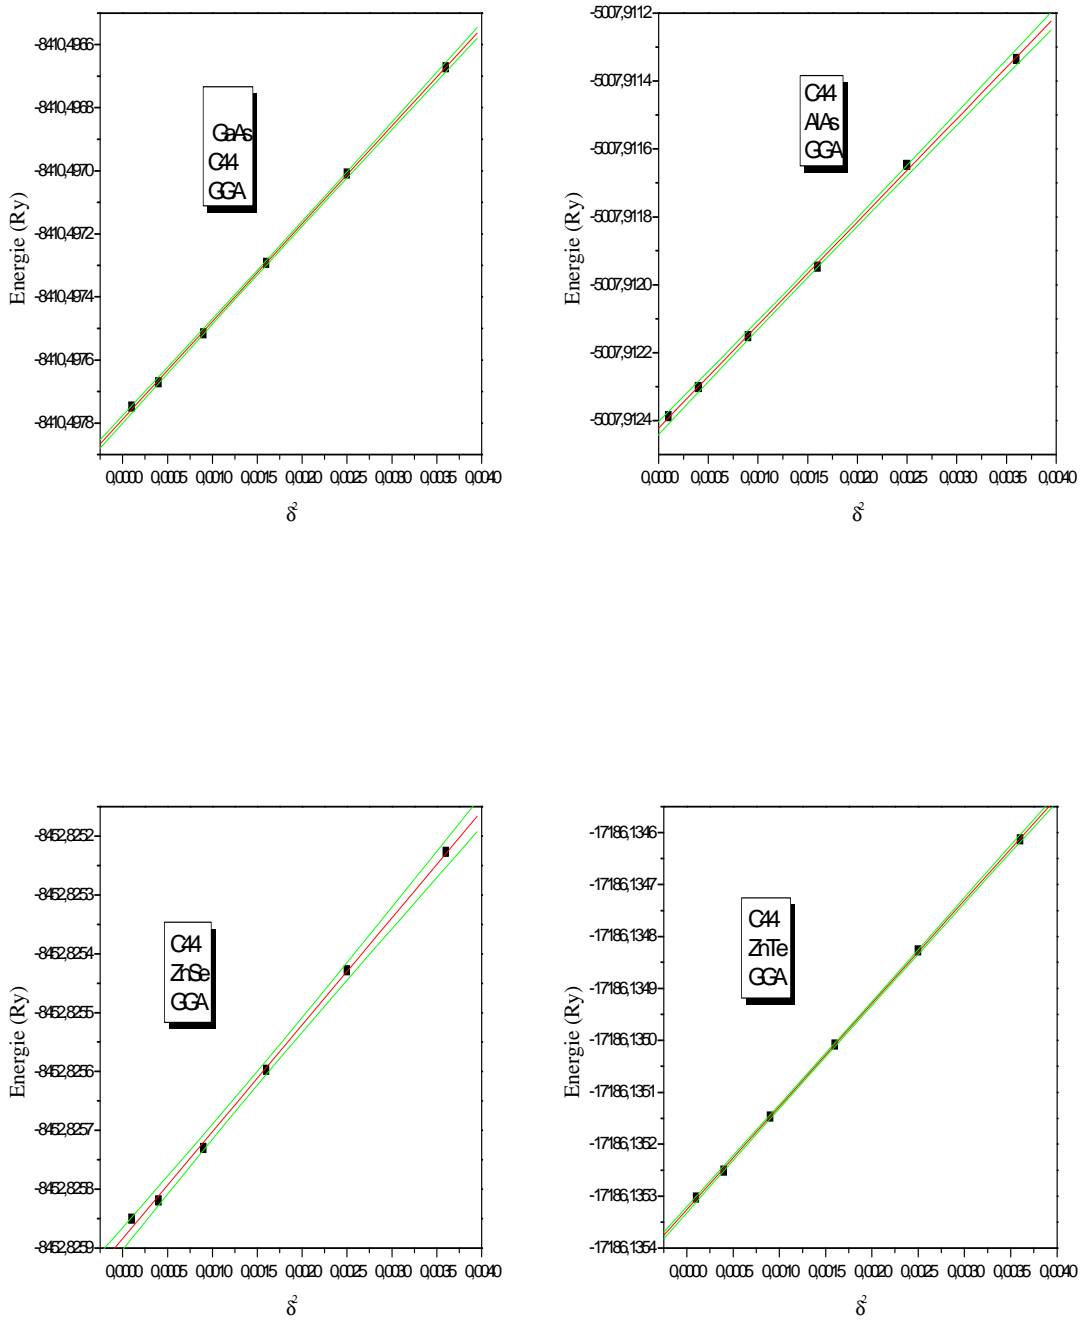 -8410,4966
-8410,4968
-8410,4970
-8410,4972
-8410,4974
-8410,4976
-8410,4978
Energie (Ry)
GaAs
C44
GGA
0,0000 0,0005 0,0010 0,0015 0,0020 0,0025 0,0030 0,0035 0,0040
δ²
-5007,9112
-5007,9114
-5007,9116
-5007,9118
-5007,9120
-5007,9122
-5007,9124
Energie (Ry)
C44
AlAs
GGA
0,0000 0,0005 0,0010 0,0015 0,0020 0,0025 0,0030 0,0035 0,0040
δ²
-8452,8252
-8452,8253
-8452,8254
-8452,8255
-8452,8256
-8452,8257
-8452,8258
-8452,8259
Energie (Ry)
C44
ZnSe
GGA
0,0000 0,0005 0,0010 0,0015 0,0020 0,0025 0,0030 0,0035 0,0040
δ²
-17186,1346
-17186,1347
-17186,1348
-17186,1349
-17186,1350
-17186,1351
-17186,1352
-17186,1353
-17186,1354
Energie (Ry)
C44
ZnTe
GGA
0,0000 0,0005 0,0010 0,0015 0,0020 0,0025 0,0030 0,0035 0,0040
δ²